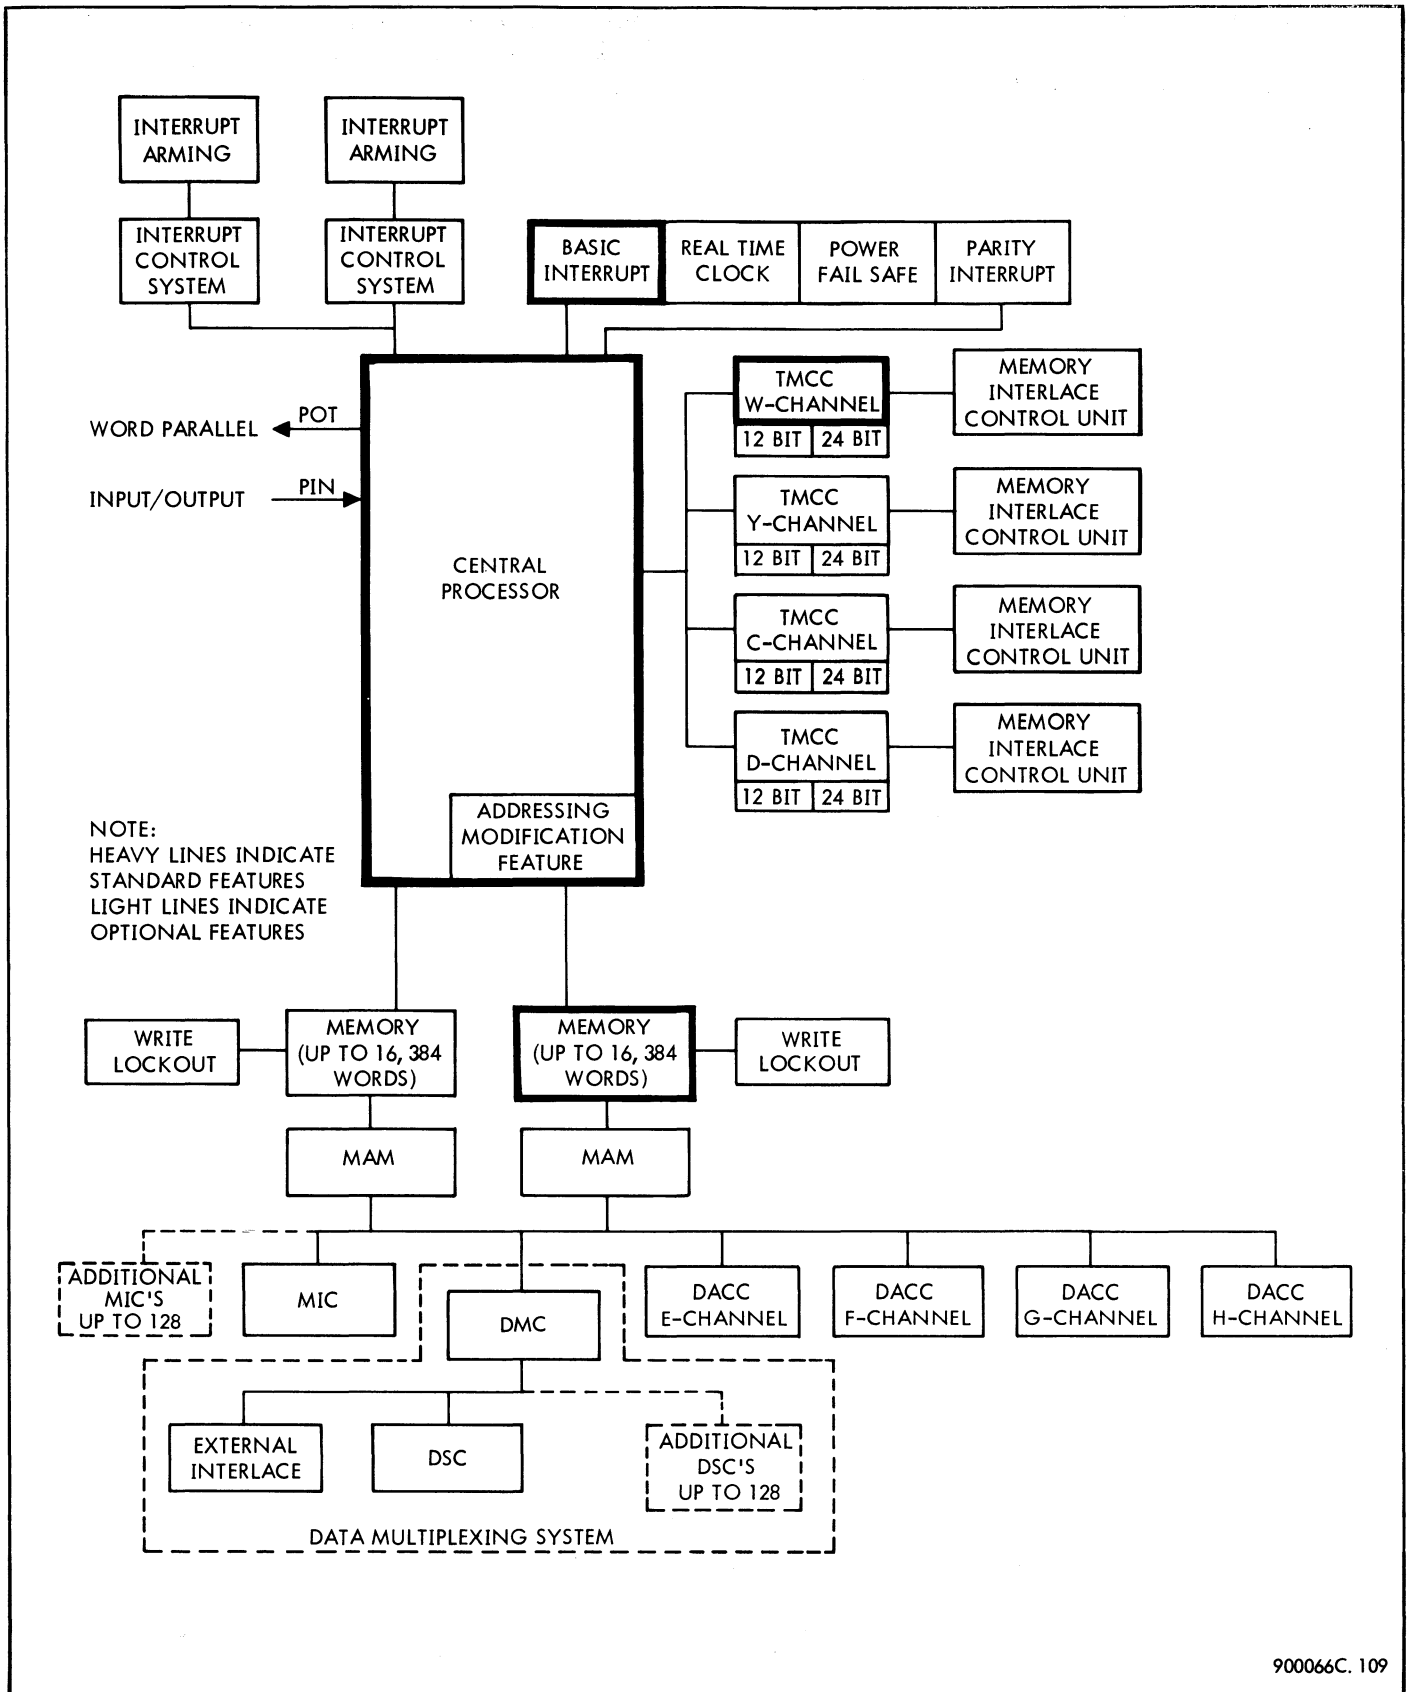 INTERRUPT
ARMING
INTERRUPT
ARMING
INTERRUPT
CONTROL
SYSTEM
INTERRUPT
CONTROL
SYSTEM
BASIC
INTERRUPT
REAL TIME
CLOCK
POWER
FAIL SAFE
PARITY
INTERRUPT
WORD PARALLEL
POT
INPUT/OUTPUT
PIN
CENTRAL
PROCESSOR
ADDRESSING
MODIFICATION
FEATURE
TMCC
W-CHANNEL
12 BIT
24 BIT
MEMORY
INTERLACE
CONTROL UNIT
TMCC
Y-CHANNEL
12 BIT
24 BIT
MEMORY
INTERLACE
CONTROL UNIT
TMCC
C-CHANNEL
12 BIT
24 BIT
MEMORY
INTERLACE
CONTROL UNIT
TMCC
D-CHANNEL
12 BIT
24 BIT
MEMORY
INTERLACE
CONTROL UNIT
NOTE:
HEAVY LINES INDICATE
STANDARD FEATURES
LIGHT LINES INDICATE
OPTIONAL FEATURES
WRITE
LOCKOUT
MEMORY
(UP TO 16, 384
WORDS)
MEMORY
(UP TO 16, 384
WORDS)
WRITE
LOCKOUT
MAM
MAM
ADDITIONAL
MIC'S
UP TO 128
MIC
DMC
DACC
E-CHANNEL
DACC
F-CHANNEL
DACC
G-CHANNEL
DACC
H-CHANNEL
EXTERNAL
INTERLACE
DSC
ADDITIONAL
DSC'S
UP TO 128
DATA MULTIPLEXING SYSTEM
900066C. 109